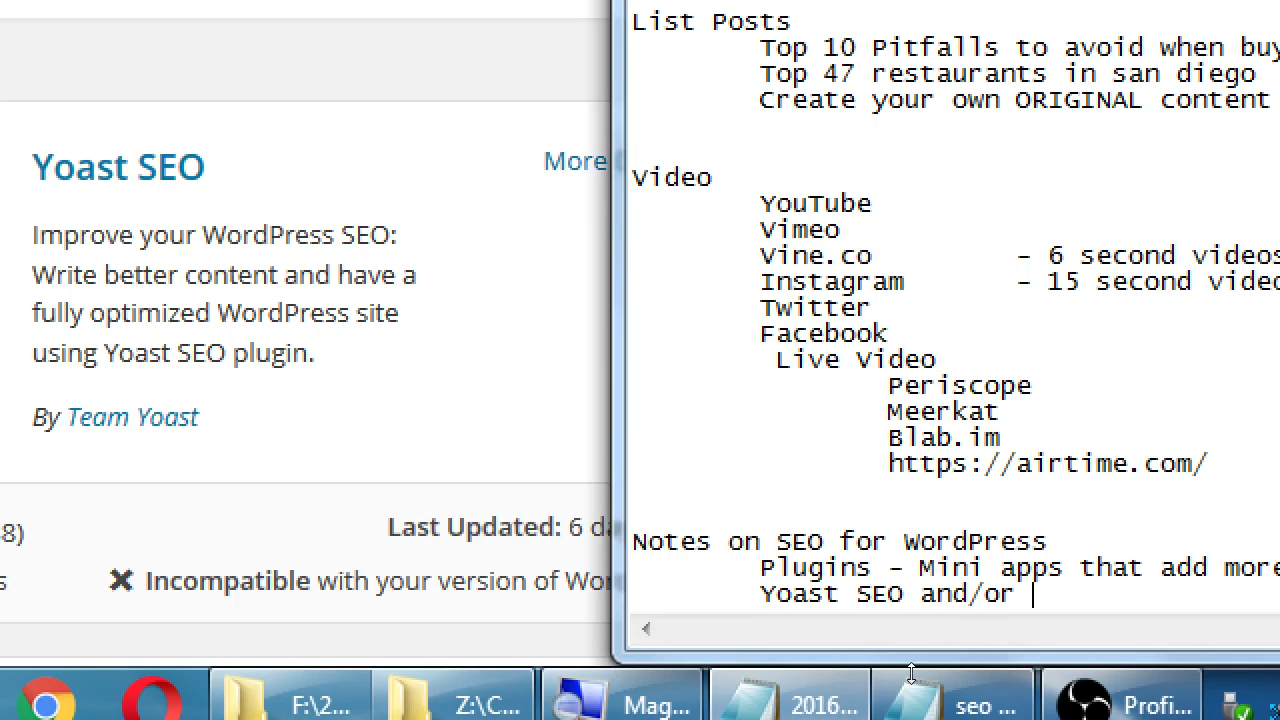 Yoast SEO
More
Improve your WordPress SEO:
Write better content and have a
fully optimized WordPress site
using Yoast SEO plugin.
By Team Yoast
8)
Last Updated: 6 da
s
Incompatible with your version of Wor
List Posts
Top 10 Pitfalls to avoid when buy
Top 47 restaurants in san diego
Create your own ORIGINAL content
Video
YouTube
Vimeo
Vine.co - 6 second videos
Instagram - 15 second video
Twitter
Facebook
Live Video
Periscope
Meerkat
Blab.im
https://airtime.com/
Notes on SEO for WordPress
Plugins - Mini apps that add more
Yoast SEO and/or
F:\2...
Z:\C...
Mag...
2016...
seo ...
Profi...